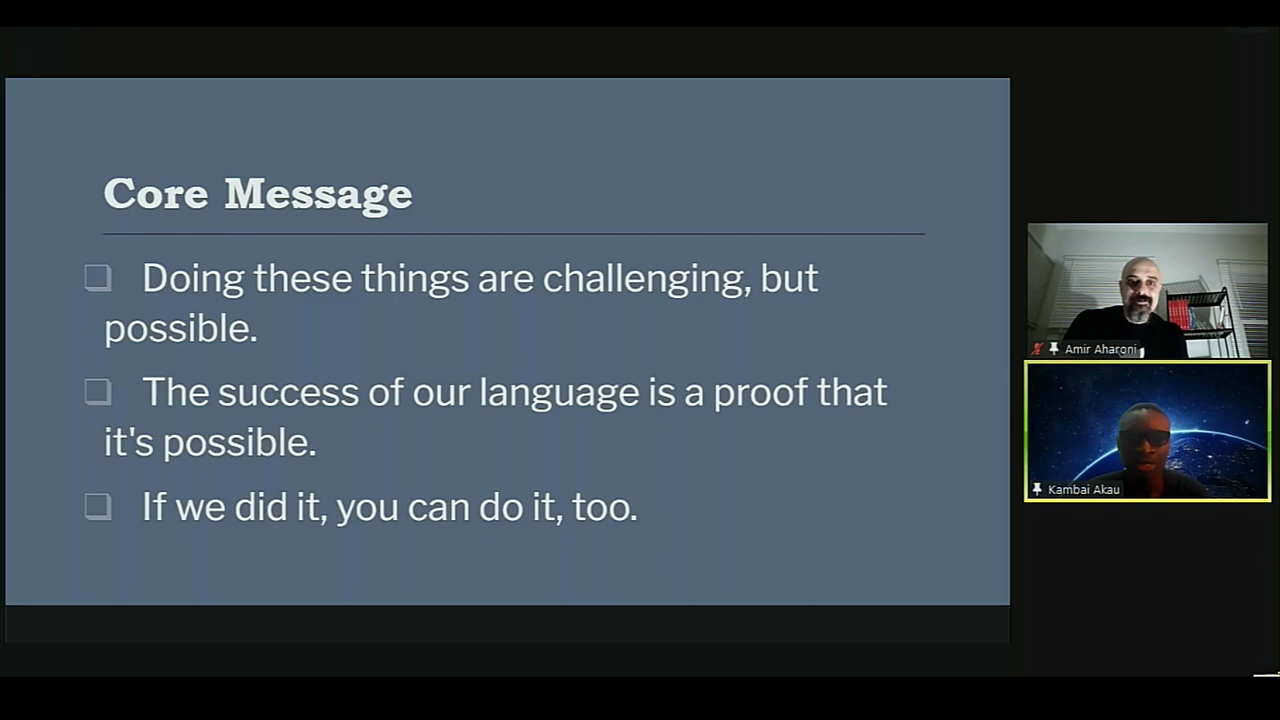 Core Message
Doing these things are challenging, but
possible.
The success of our language is a proof that
it's possible.
If we did it, you can do it, too.
Amir Aharoni
Kambai Akau